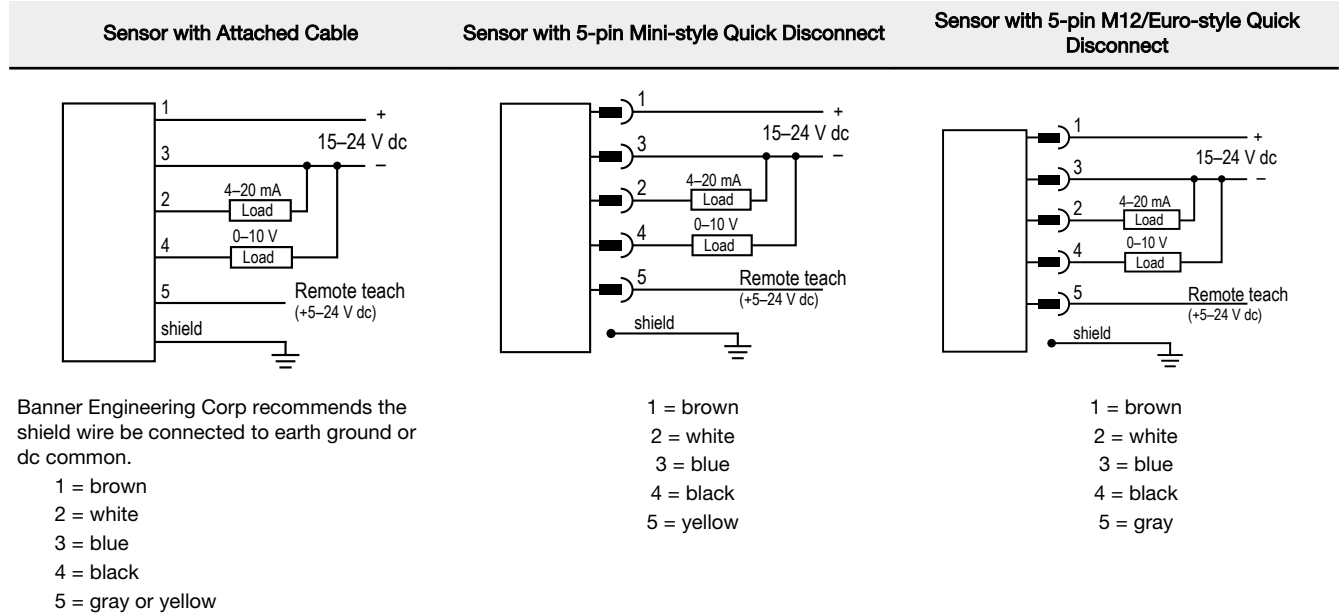 Sensor with Attached Cable
Sensor with 5-pin Mini-style Quick Disconnect
Sensor with 5-pin M12/Euro-style Quick
Disconnect
1
+
15–24 V dc
3
–
4–20 mA
2
Load
0–10 V
4
Load
5
Remote teach
(+5–24 V dc)
shield
1
+
15–24 V dc
3
–
4–20 mA
2
Load
0–10 V
4
Load
5
Remote teach
(+5–24 V dc)
shield
1
+
15–24 V dc
3
–
4–20 mA
2
Load
0–10 V
4
Load
5
Remote teach
(+5–24 V dc)
shield
Banner Engineering Corp recommends the
shield wire be connected to earth ground or
dc common.
1 = brown
2 = white
3 = blue
4 = black
5 = gray or yellow
1 = brown
2 = white
3 = blue
4 = black
5 = yellow
1 = brown
2 = white
3 = blue
4 = black
5 = gray